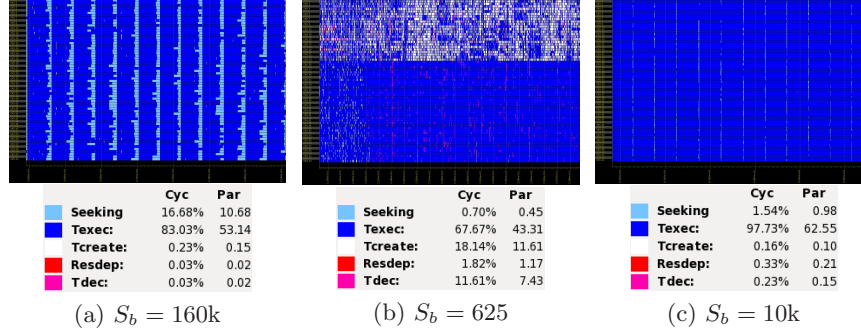 Cyc Par
Seeking 16.68% 10.68
Texec: 83.03% 53.14
Tcreate: 0.23% 0.15
Resdep: 0.03% 0.02
Tdec: 0.03% 0.02
(a) S_b = 160k
Cyc Par
Seeking 0.70% 0.45
Texec: 67.67% 43.31
Tcreate: 18.14% 11.61
Resdep: 1.82% 1.17
Tdec: 11.61% 7.43
(b) S_b = 625
Cyc Par
Seeking 1.54% 0.98
Texec: 97.73% 62.55
Tcreate: 0.16% 0.10
Resdep: 0.33% 0.21
Tdec: 0.23% 0.15
(c) S_b = 10k